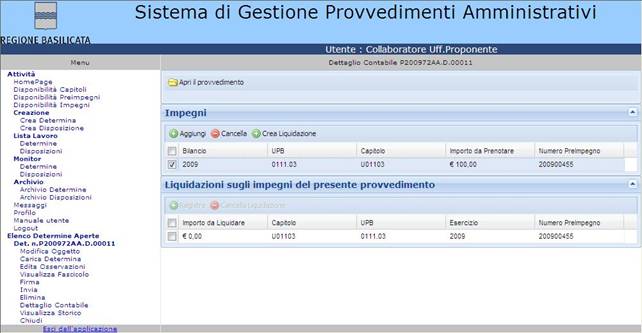 Sistema di Gestione Provvedimenti Amministrativi
REGIONE BASILICATA
Utente : Collaboratore Uff.Proponente
Menu
Dettaglio Contabile P200972AA.D.00011
Attività
HomePage
Disponibilità Capitoli
Disponibilità Preimpegni
Disponibilità Impegni
Creazione
Crea Determina
Crea Disposizione
Lista Lavoro
Determine
Disposizioni
Monitor
Determine
Disposizioni
Archivio
Archivio Determine
Archivio Disposizioni
Messaggi
Profilo
Manuale utente
Logout
Elenco Determine Aperte
Det. n.P200972AA.D.00011
Modifica Oggetto
Carica Determina
Edita Osservazioni
Visualizza Fascicolo
Firma
Invia
Elimina
Dettaglio Contabile
Visualizza Storico
Chiudi
Esci dell'applicazione
Apri il provvedimento
Impegni
Aggiungi Cancella Crea Liquidazione
Bilancio UPB Capitolo Importo da Prenotare Numero PreImpegno
2009 0111.03 U01103 € 100,00 200900455
Liquidazioni sugli impegni del presente provvedimento
Registra Cancella Liquidazione
Importo da Liquidare Capitolo UPB Esercizio Numero PreImpegno
€ 0,00 U01103 0111.03 2009 200900455